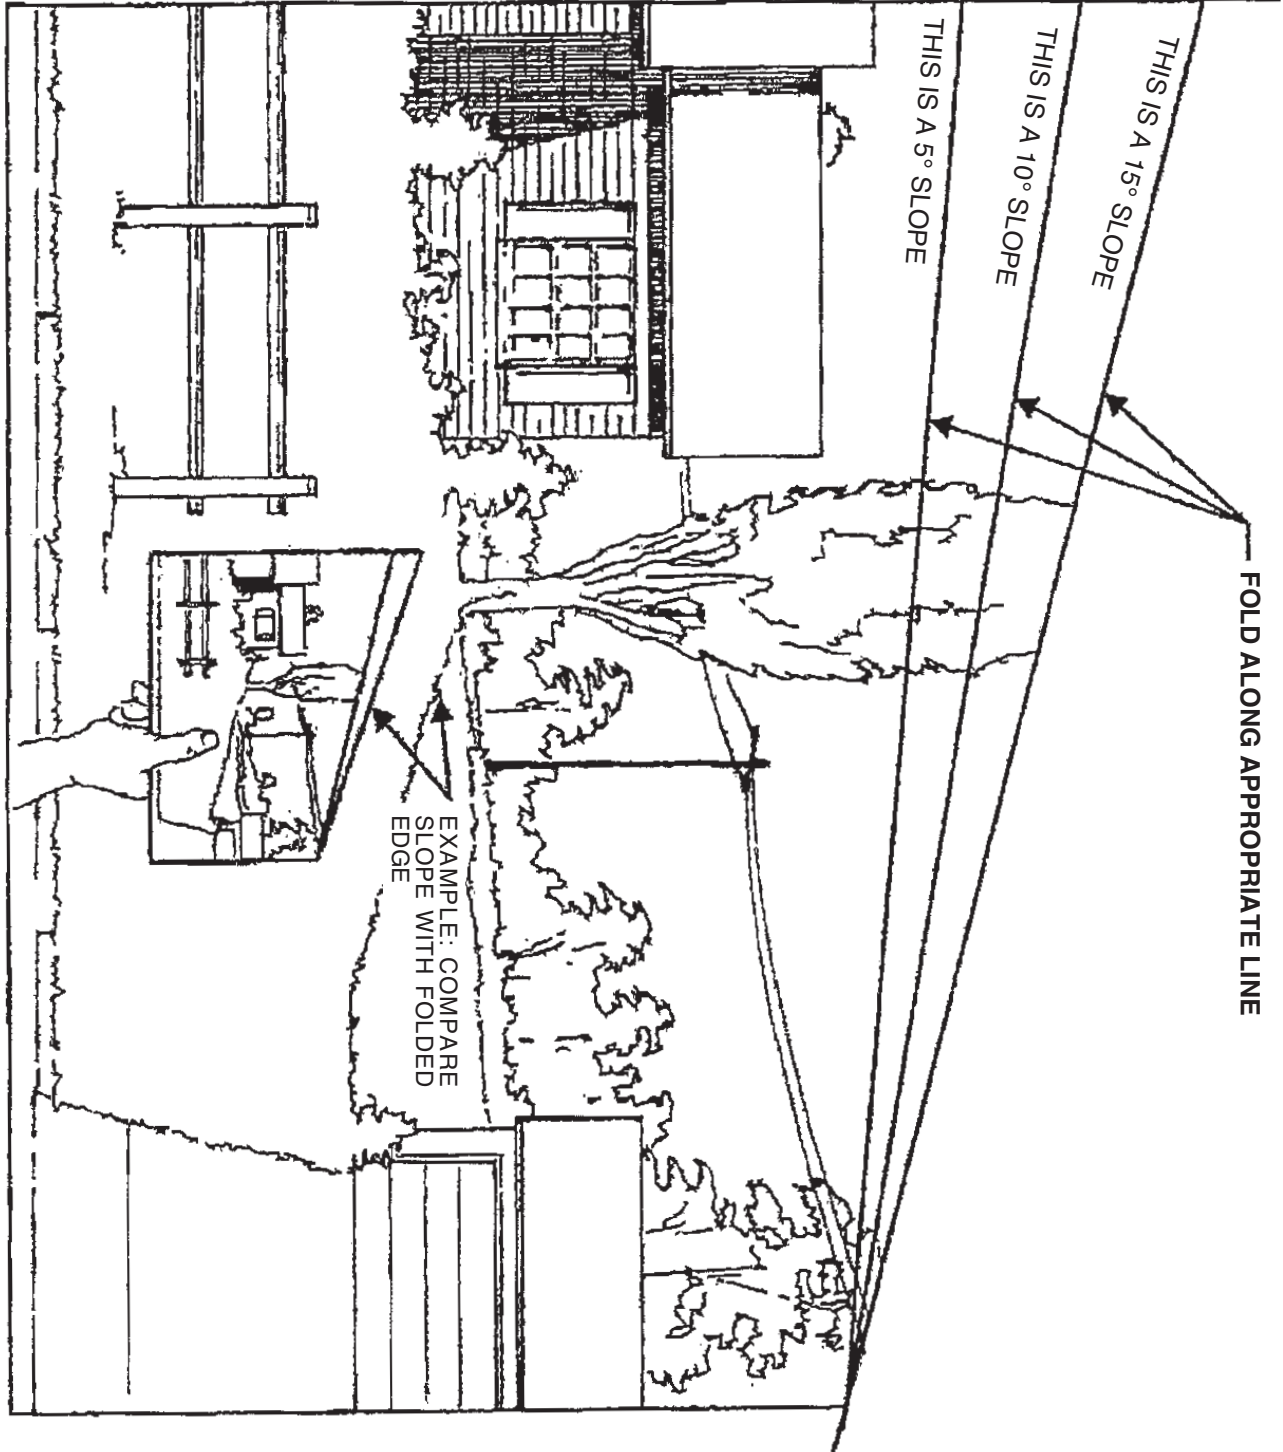 FOLD ALONG APPROPRIATE LINE
THIS IS A 15° SLOPE
THIS IS A 10° SLOPE
THIS IS A 5° SLOPE
EXAMPLE: COMPARE
SLOPE WITH FOLDED
EDGE